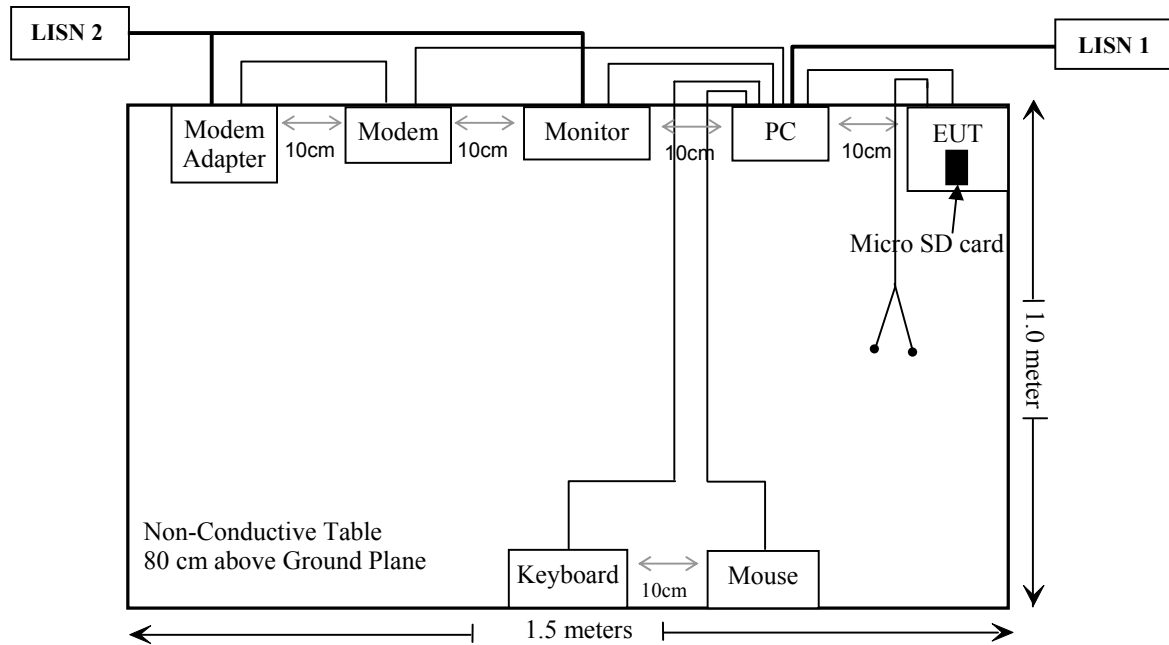 LISN 2
LISN 1
Modem
Adapter
10cm
Modem
10cm
Monitor
10cm
PC
10cm
EUT
Micro SD card
1.0 meter
Non-Conductive Table
80 cm above Ground Plane
Keyboard
10cm
Mouse
1.5 meters